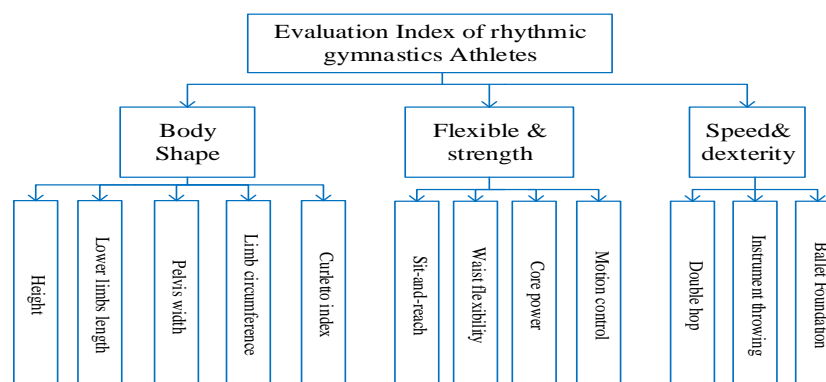 Evaluation Index of rhythmic
gymnastics Athletes
Body
Shape
Flexible &
strength
Speed&
dexterity
Height
Lower limbs length
Pelvis width
Limb circumference
Curletto index
Sit-and-reach
Waist flexibility
Core power
Motion control
Double hop
Instrument throwing
Ballet Foundation